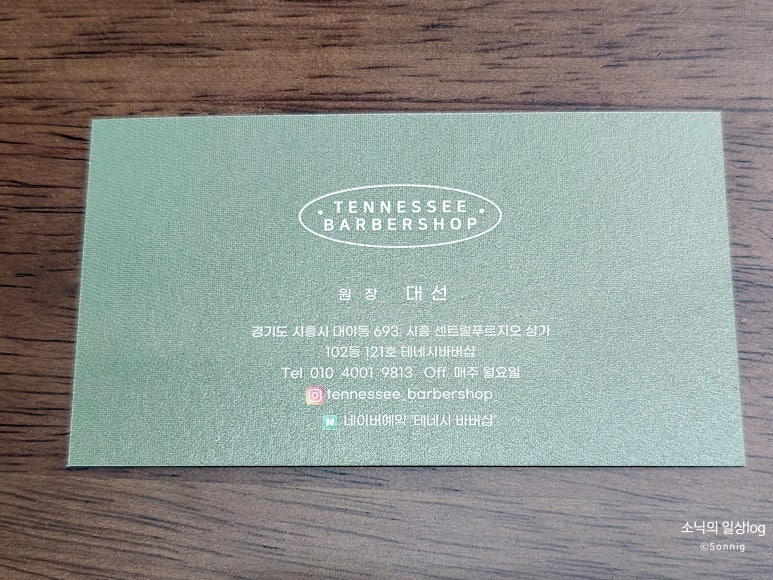 TENNESSEE
BARBERSHOP
원 장 대 선
경기도 시흥시 대야동 693, 시흥 센트럴푸르지오 상가
102동 121호 테네시바버샵
Tel 010 4001 9813 Off 매주 월요일
tennessee_barbershop
N 네이버예약 '테네시 바버샵'
소닉의 일상log
©Sonnig